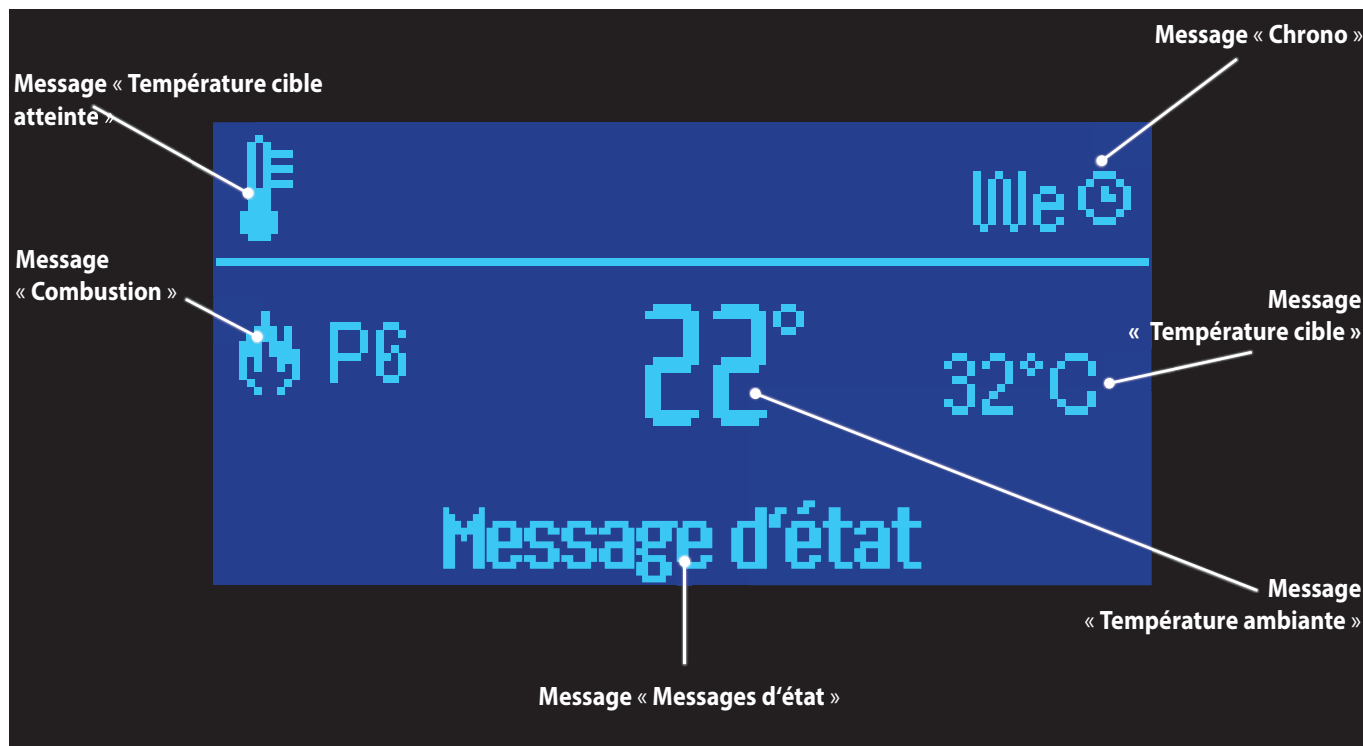 Message « Chrono »
Message « Température cible
atteinte »
We
Message
« Combustion »
P6
22°
32°C
Message
« Température cible »
Message d'état
Message
« Température ambiante »
Message « Messages d‘état »